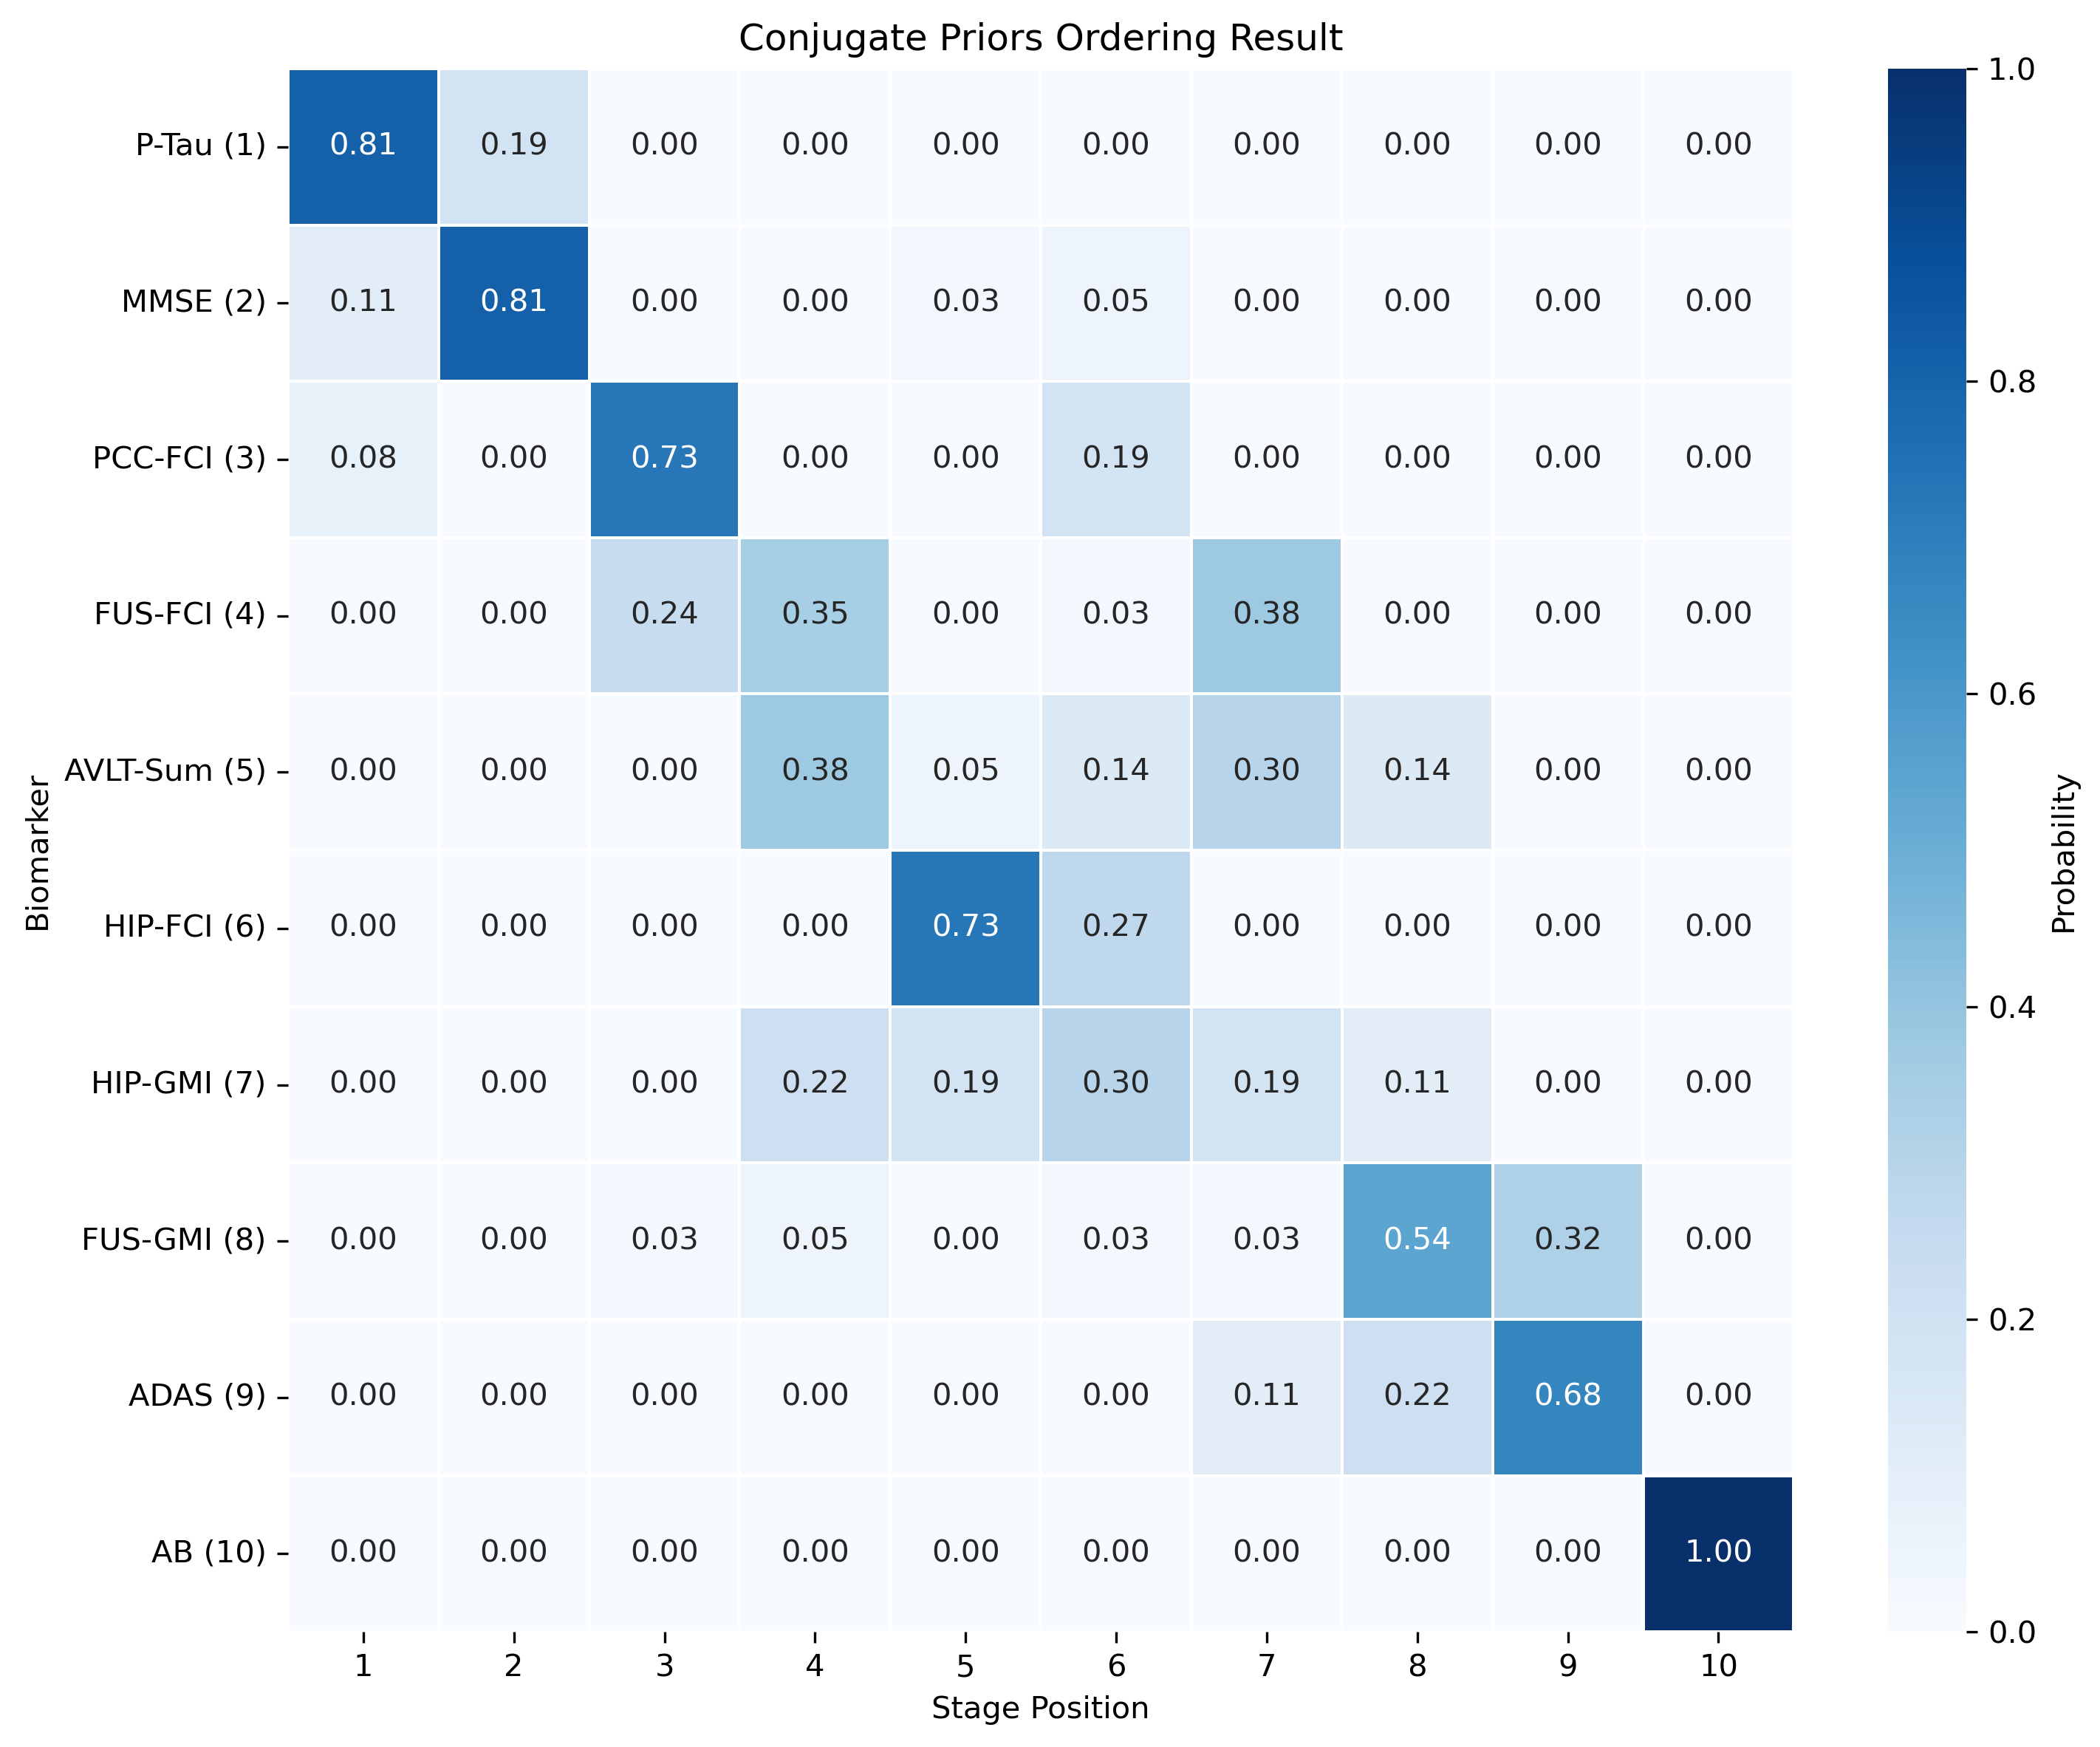 Conjugate Priors Ordering Result
P-Tau (1) 0.81 0.19 0.00 0.00 0.00 0.00 0.00 0.00 0.00 0.00
MMSE (2) 0.11 0.81 0.00 0.00 0.03 0.05 0.00 0.00 0.00 0.00
PCC-FCI (3) 0.08 0.00 0.73 0.00 0.00 0.19 0.00 0.00 0.00 0.00
FUS-FCI (4) 0.00 0.00 0.24 0.35 0.00 0.03 0.38 0.00 0.00 0.00
AVLT-Sum (5) 0.00 0.00 0.00 0.38 0.05 0.14 0.30 0.14 0.00 0.00
HIP-FCI (6) 0.00 0.00 0.00 0.00 0.73 0.27 0.00 0.00 0.00 0.00
HIP-GMI (7) 0.00 0.00 0.00 0.22 0.19 0.30 0.19 0.11 0.00 0.00
FUS-GMI (8) 0.00 0.00 0.03 0.05 0.00 0.03 0.03 0.54 0.32 0.00
ADAS (9) 0.00 0.00 0.00 0.00 0.00 0.00 0.11 0.22 0.68 0.00
AB (10) 0.00 0.00 0.00 0.00 0.00 0.00 0.00 0.00 0.00 1.00
1 2 3 4 5 6 7 8 9 10
Stage Position
Biomarker
1.0
0.8
0.6
0.4
0.2
0.0
Probability